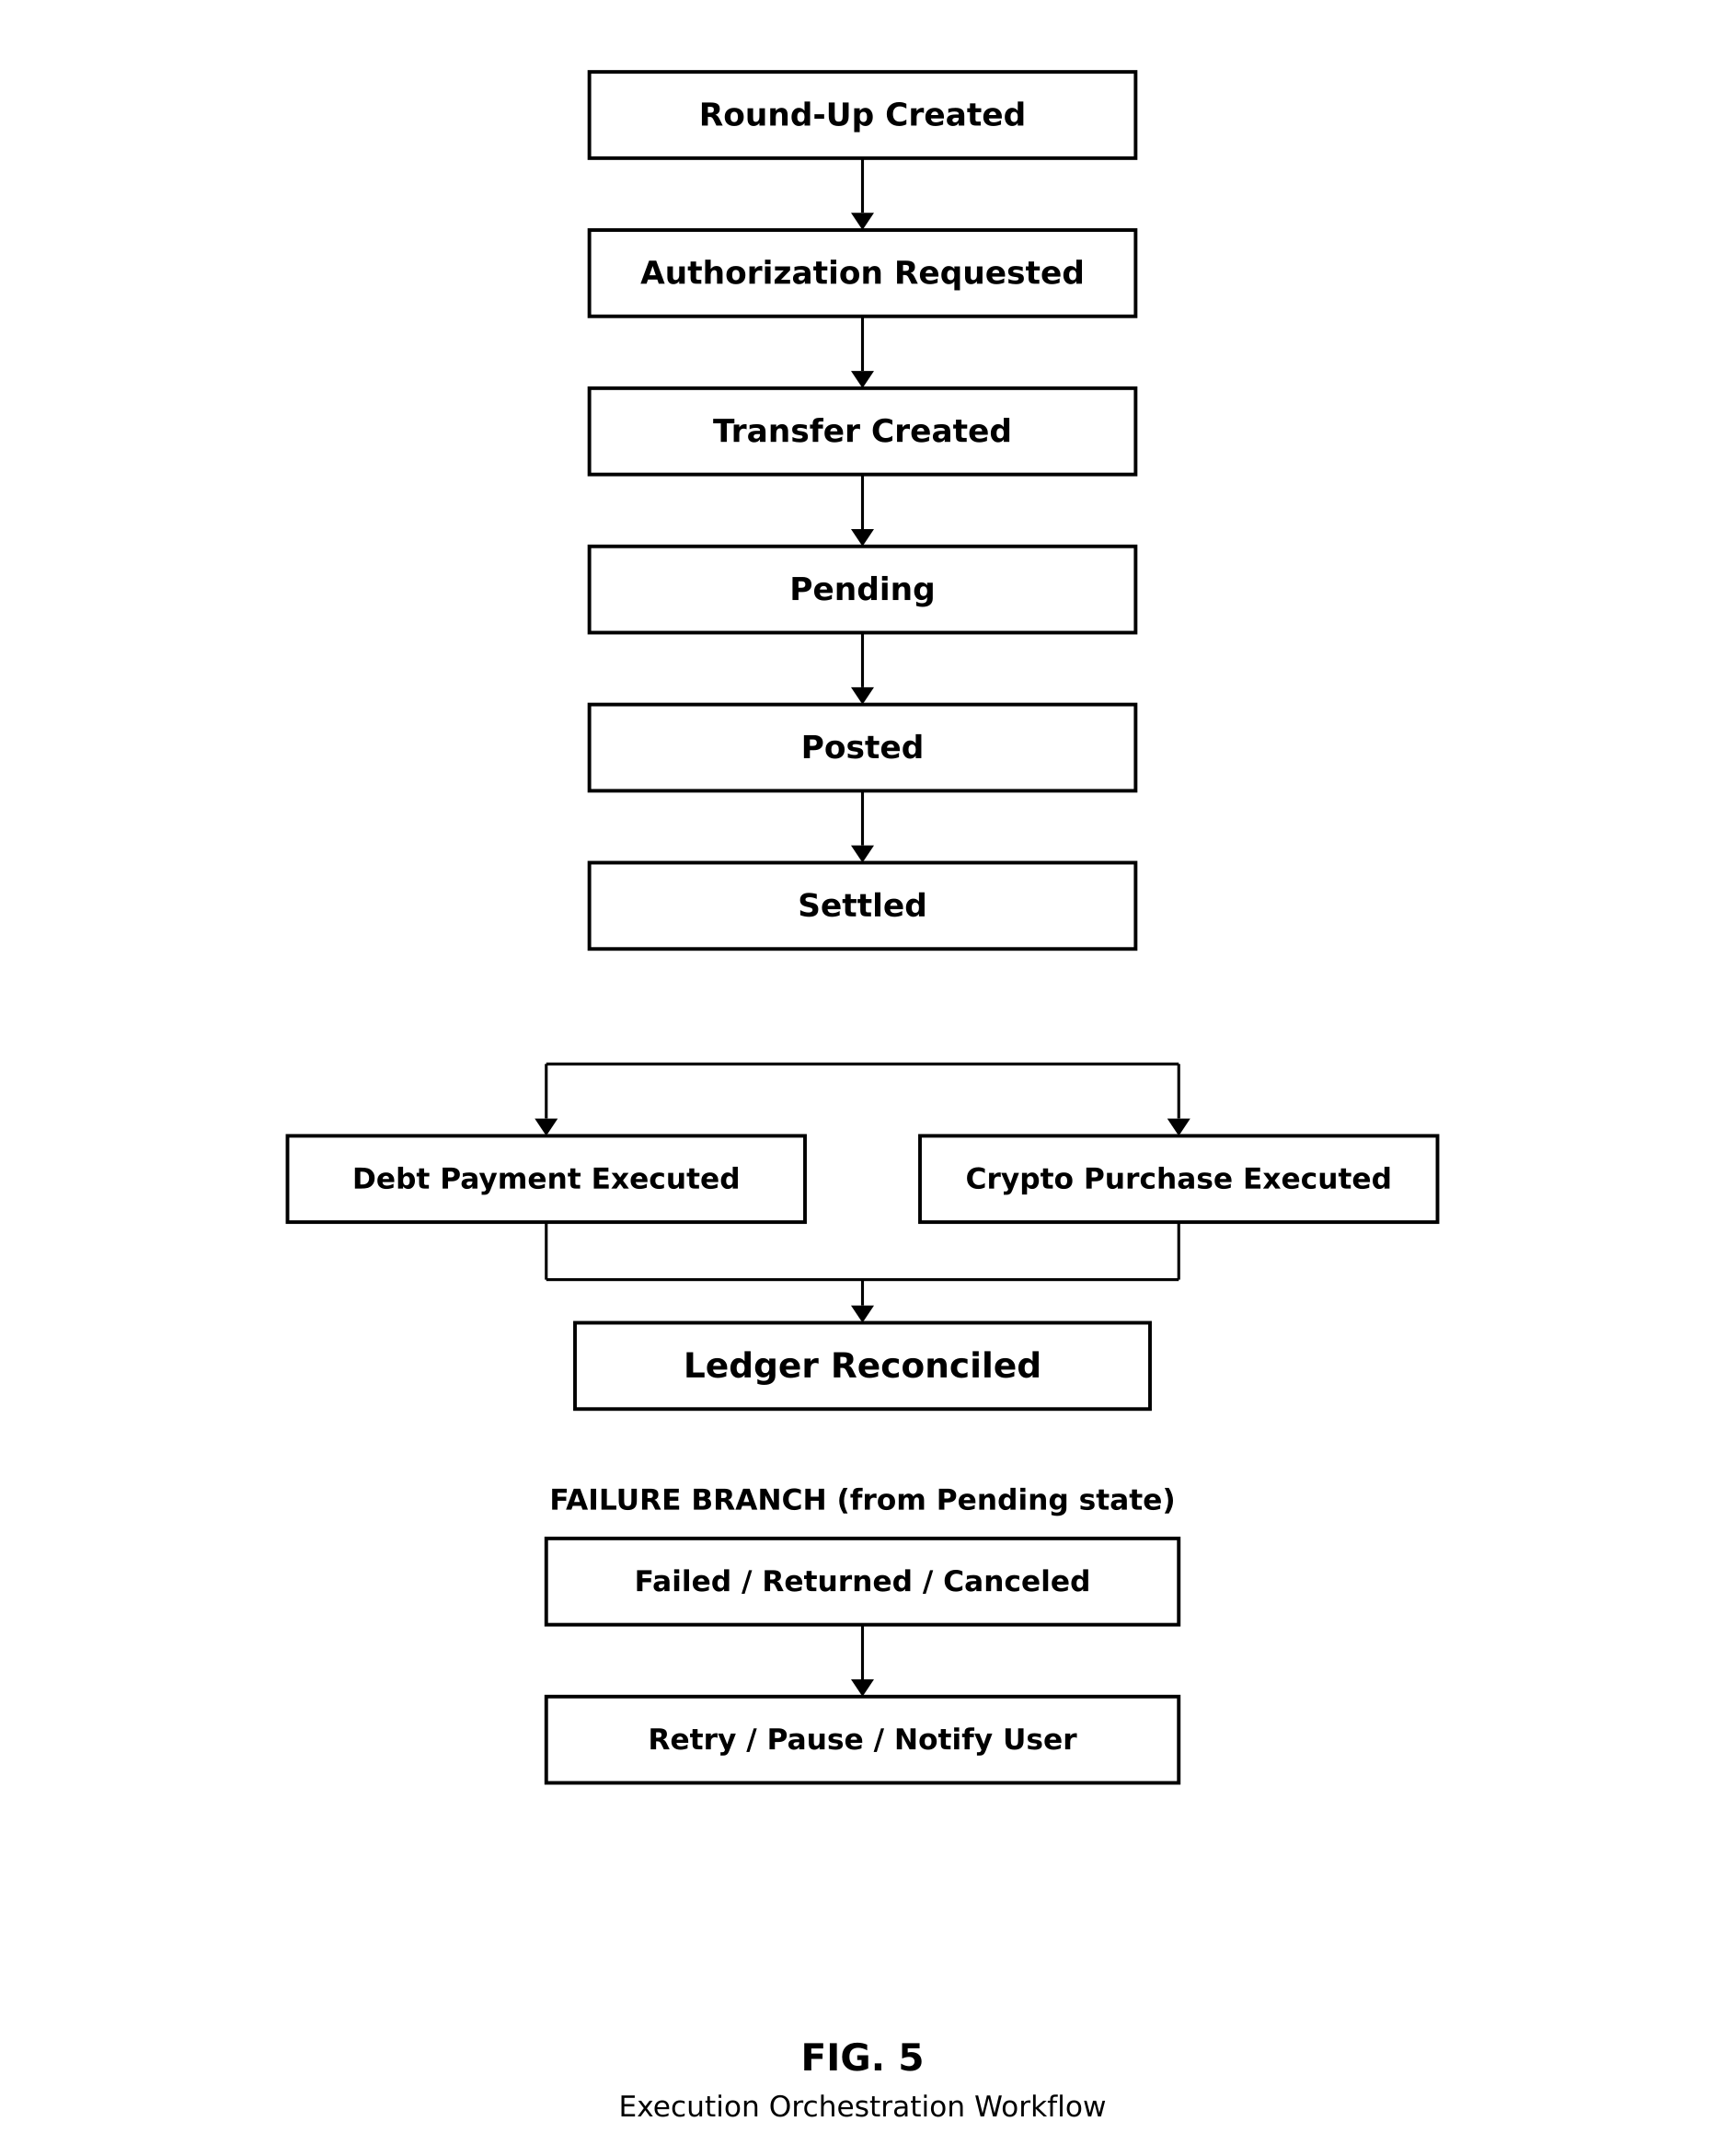 Round-Up Created
Authorization Requested
Transfer Created
Pending
Posted
Settled
Debt Payment Executed
Crypto Purchase Executed
Ledger Reconciled
FAILURE BRANCH (from Pending state)
Failed / Returned / Canceled
Retry / Pause / Notify User
FIG. 5
Execution Orchestration Workflow